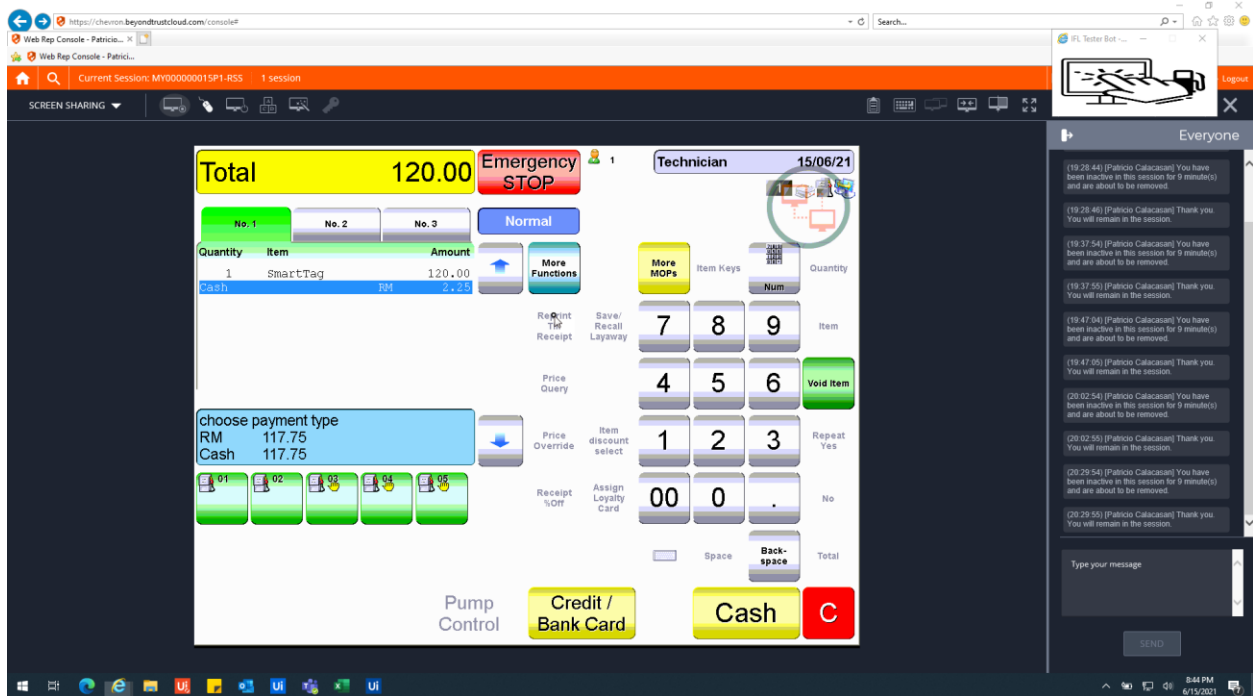 https://chevron.beyondtrustcloud.com/console#
Search...
Web Rep Console - Patricio...
IFL Tester Bot -...
Web Rep Console - Patrici...
Current Session: MY000000015P1-RSS
1 session
Logout
SCREEN SHARING
Everyone
Total 120.00
Emergency STOP
1
Technician 15/06/21
No. 1
No. 2
No. 3
Normal
Quantity Item Amount
1 SmartTag 120.00
Cash RM 2.25
More Functions
More MOPs
Item Keys
Num
Quantity
Receipt
Save/ Recall Layaway
7
8
9
Item
Price Query
4
5
6
Void Item
choose payment type
RM 117.75
Cash 117.75
Price Override
Item discount select
1
2
3
Repeat Yes
01
02
03
04
05
Receipt %Off
Assign Loyalty Card
00
0
.
No
Space
Back-space
Total
Pump Control
Credit / Bank Card
Cash
C
(19:28:44) [Patricio Calacasan] You have
been inactive in this session for 9 minute(s)
and are about to be removed.
(19:28:46) [Patricio Calacasan] Thank you.
You will remain in the session.
(19:37:54) [Patricio Calacasan] You have
been inactive in this session for 9 minute(s)
and are about to be removed.
(19:37:55) [Patricio Calacasan] Thank you.
You will remain in the session.
(19:47:04) [Patricio Calacasan] You have
been inactive in this session for 9 minute(s)
and are about to be removed.
(19:47:05) [Patricio Calacasan] Thank you.
You will remain in the session.
(20:02:54) [Patricio Calacasan] You have
been inactive in this session for 9 minute(s)
and are about to be removed.
(20:02:55) [Patricio Calacasan] Thank you.
You will remain in the session.
(20:29:54) [Patricio Calacasan] You have
been inactive in this session for 9 minute(s)
and are about to be removed.
(20:29:55) [Patricio Calacasan] Thank you.
You will remain in the session.
Type your message
SEND
8:44 PM
6/15/2021